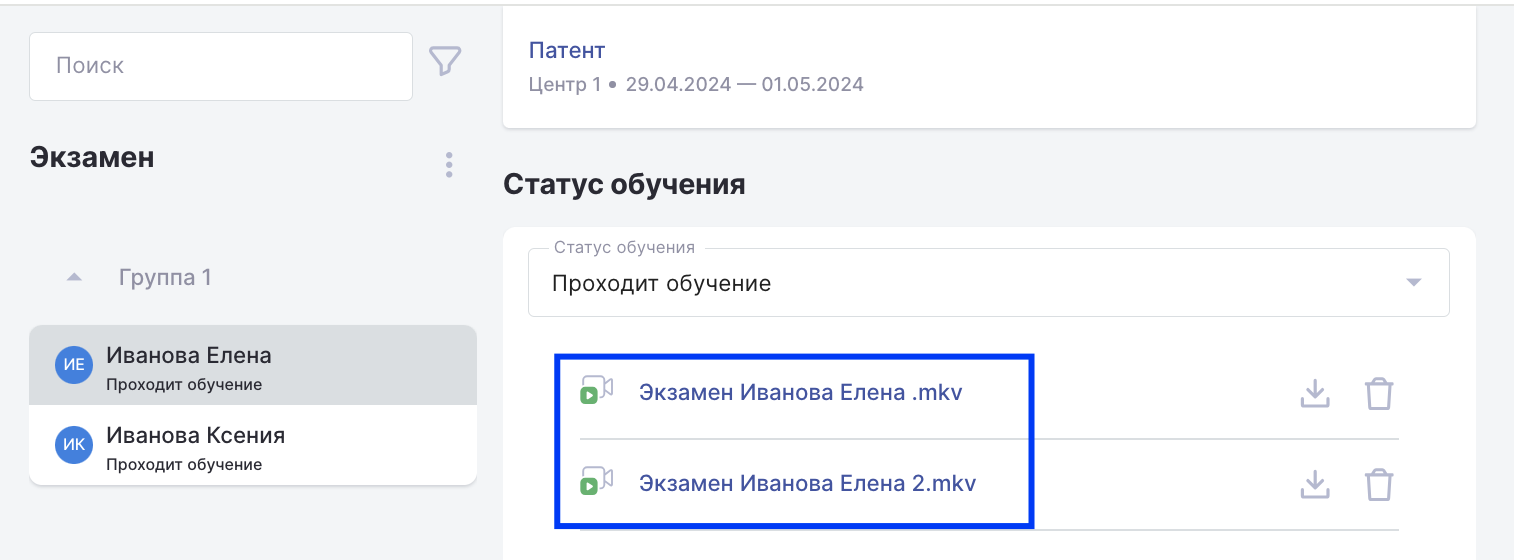 Поиск
Экзамен
Группа 1
ИЕ
Иванова Елена
Проходит обучение
ИК
Иванова Ксения
Проходит обучение
Патент
Центр 1 • 29.04.2024 — 01.05.2024
Статус обучения
Статус обучения
Проходит обучение
Экзамен Иванова Елена .mkv
Экзамен Иванова Елена 2.mkv